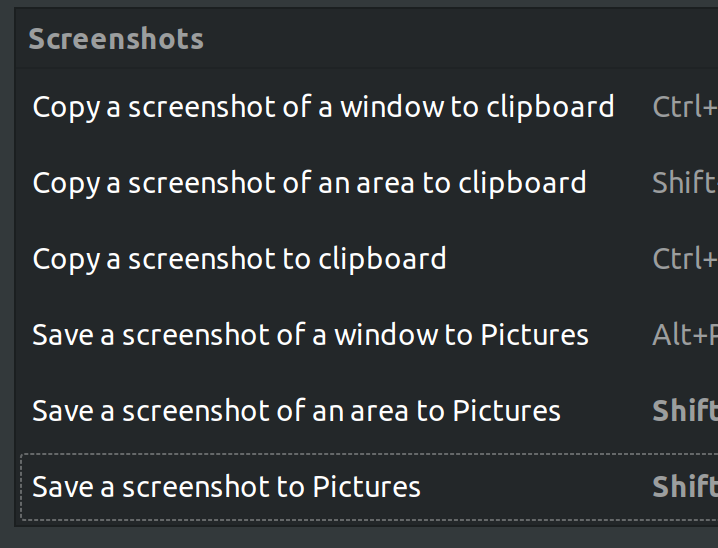 Screenshots
Copy a screenshot of a window to clipboard Ctrl+
Copy a screenshot of an area to clipboard Shift
Copy a screenshot to clipboard Ctrl+
Save a screenshot of a window to Pictures Alt+P
Save a screenshot of an area to Pictures Shift
Save a screenshot to Pictures Shift